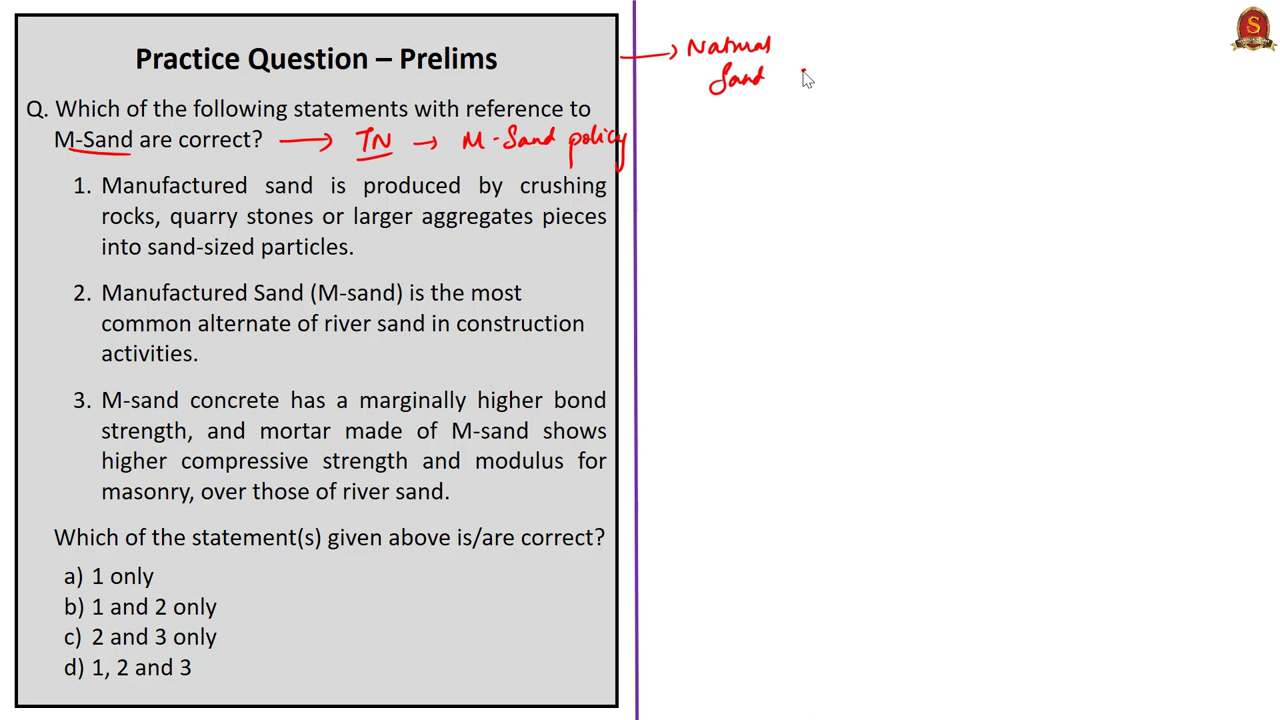 Practice Question – Prelims
Q. Which of the following statements with reference to
M-Sand are correct? → TN → M-Sand policy
1. Manufactured sand is produced by crushing
rocks, quarry stones or larger aggregates pieces
into sand-sized particles.
2. Manufactured Sand (M-sand) is the most
common alternate of river sand in construction
activities.
3. M-sand concrete has a marginally higher bond
strength, and mortar made of M-sand shows
higher compressive strength and modulus for
masonry, over those of river sand.
Which of the statement(s) given above is/are correct?
a) 1 only
b) 1 and 2 only
c) 2 and 3 only
d) 1, 2 and 3
→ Natural
Sand
S